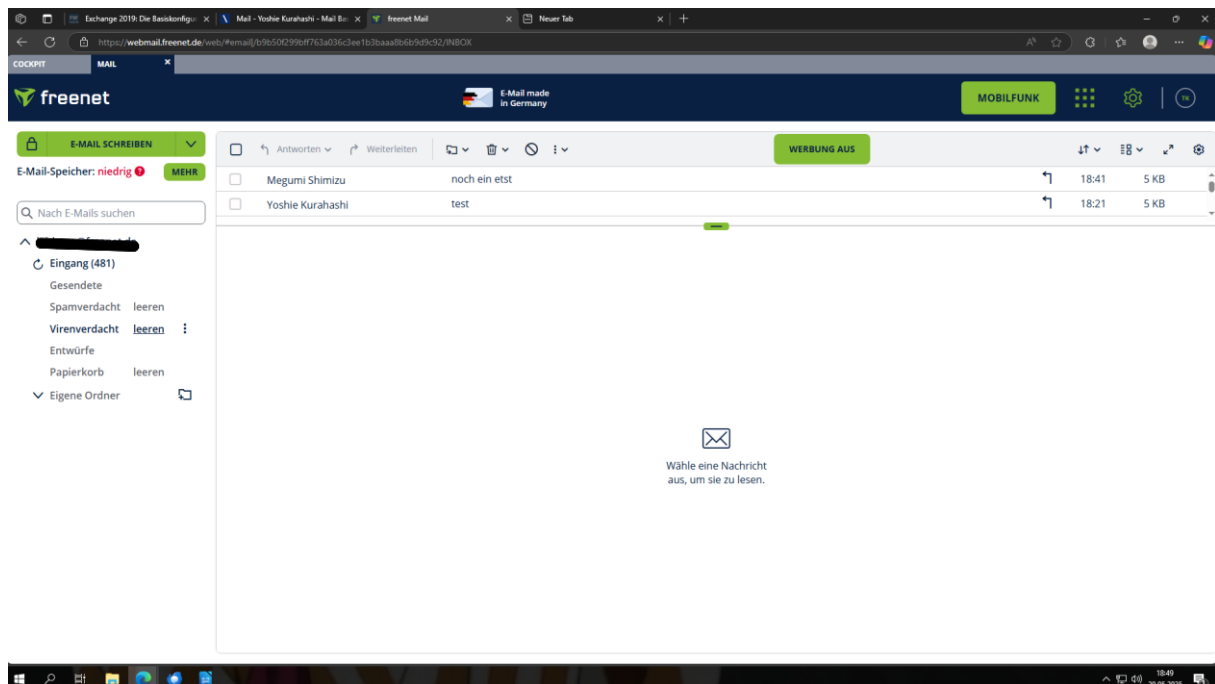 Exchange 2019: Die Basiskonfigur
Mail - Yoshie Kurahashi - Mail Be
freenet Mail
Neuer Tab
https://webmail.freenet.de/web/#email/b9b50f299bff763a036c3ee1b3baaa8b6b9d9c92/INBOX
COCKPIT
MAIL
freenet
E-Mail made
in Germany
MOBILFUNK
TK
E-MAIL SCHREIBEN
Antworten
Weiterleiten
WERBUNG AUS
E-Mail-Speicher: niedrig
MEHR
Megumi Shimizu noch ein etst 18:41 5 KB
Yoshie Kurahashi test 18:21 5 KB
Nach E-Mails suchen
Eingang (481)
Gesendete
Spamverdacht leeren
Virenverdacht leeren
Entwürfe
Papierkorb leeren
Eigene Ordner
Wähle eine Nachricht
aus, um sie zu lesen.
18:49